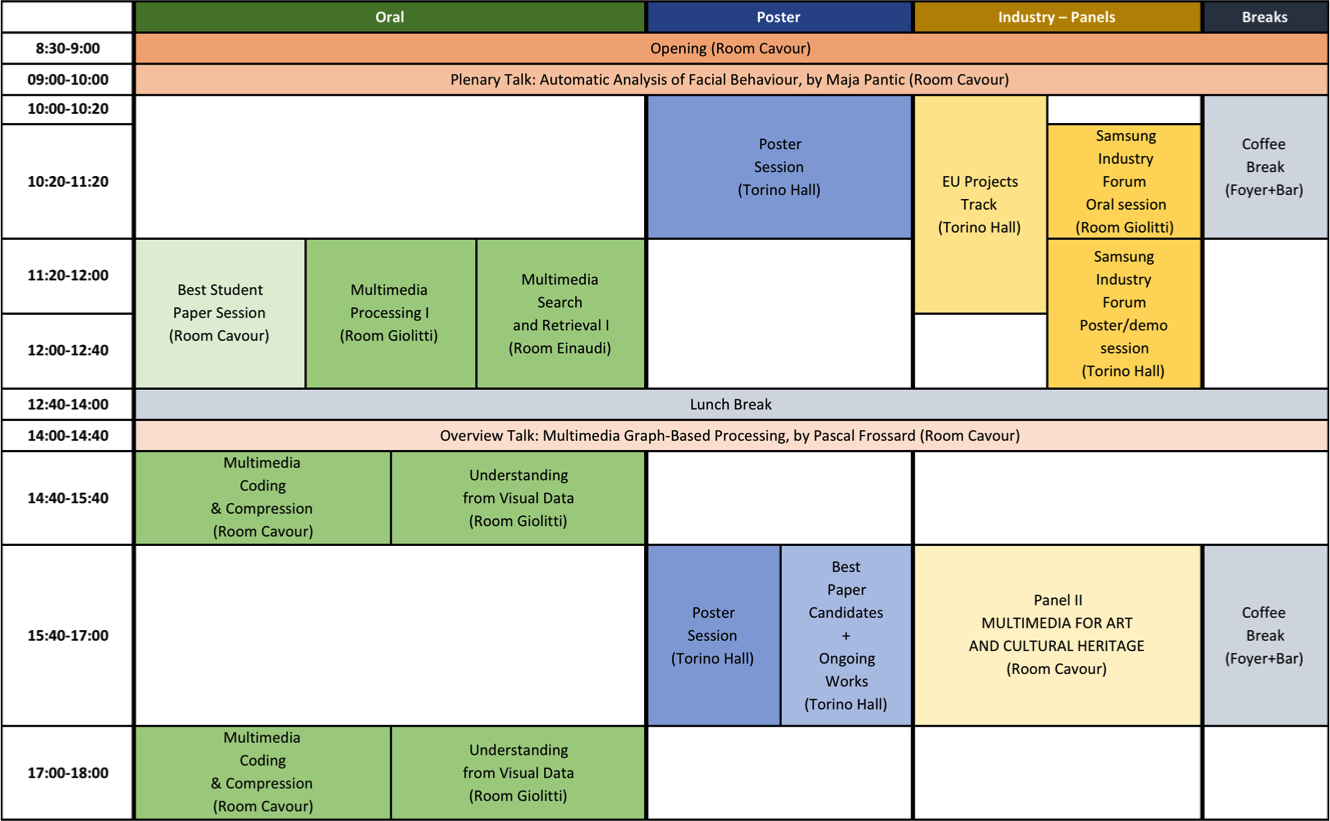 Oral
Poster
Industry – Panels
Breaks
8:30-9:00
Opening (Room Cavour)
09:00-10:00
Plenary Talk: Automatic Analysis of Facial Behaviour, by Maja Pantic (Room Cavour)
10:00-10:20
10:20-11:20
Poster
Session
(Torino Hall)
EU Projects
Track
(Torino Hall)
Samsung
Industry
Forum
Oral session
(Room Giolitti)
Coffee
Break
(Foyer+Bar)
11:20-12:00
12:00-12:40
Best Student
Paper Session
(Room Cavour)
Multimedia
Processing I
(Room Giolitti)
Multimedia
Search
and Retrieval I
(Room Einaudi)
Samsung
Industry
Forum
Poster/demo
session
(Torino Hall)
12:40-14:00
Lunch Break
14:00-14:40
Overview Talk: Multimedia Graph-Based Processing, by Pascal Frossard (Room Cavour)
14:40-15:40
Multimedia
Coding
& Compression
(Room Cavour)
Understanding
from Visual Data
(Room Giolitti)
15:40-17:00
Poster
Session
(Torino Hall)
Best
Paper
Candidates
+
Ongoing
Works
(Torino Hall)
Panel II
MULTIMEDIA FOR ART
AND CULTURAL HERITAGE
(Room Cavour)
Coffee
Break
(Foyer+Bar)
17:00-18:00
Multimedia
Coding
& Compression
(Room Cavour)
Understanding
from Visual Data
(Room Giolitti)